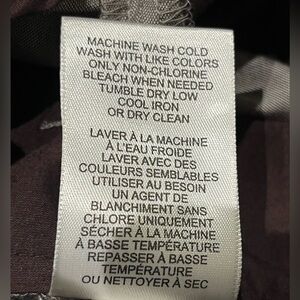 MACHINE WASH COLD
WASH WITH LIKE COLORS
ONLY NON-CHLORINE
BLEACH WHEN NEEDED
TUMBLE DRY LOW
COOL IRON
OR DRY CLEAN
LAVER À LA MACHINE
À L'EAU FROIDE
LAVER AVEC DES
COULEURS SEMBLABLES
UTILISER AU BESOIN
UN AGENT DE
BLANCHIMENT SANS
CHLORE UNIQUEMENT
SÉCHER À LA MACHINE
À BASSE TEMPÉRATURE
REPASSER À BASSE
TEMPÉRATURE
OU NETTOYER À SEC